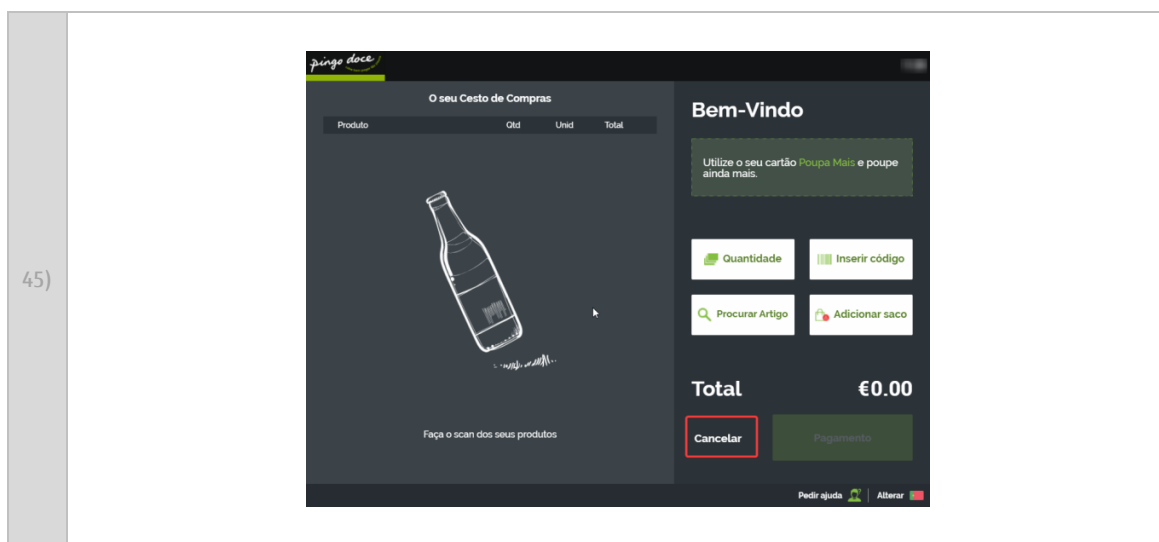 45)
pingo doce
O seu Cesto de Compras
Produto Qtd Unid Total
Faça o scan dos seus produtos
Bem-Vindo
Utilize o seu cartão Poupa Mais e poupe
ainda mais.
Quantidade
Inserir código
Procurar Artigo
Adicionar saco
Total €0.00
Cancelar
Pagamento
Pedir ajuda
Alterar